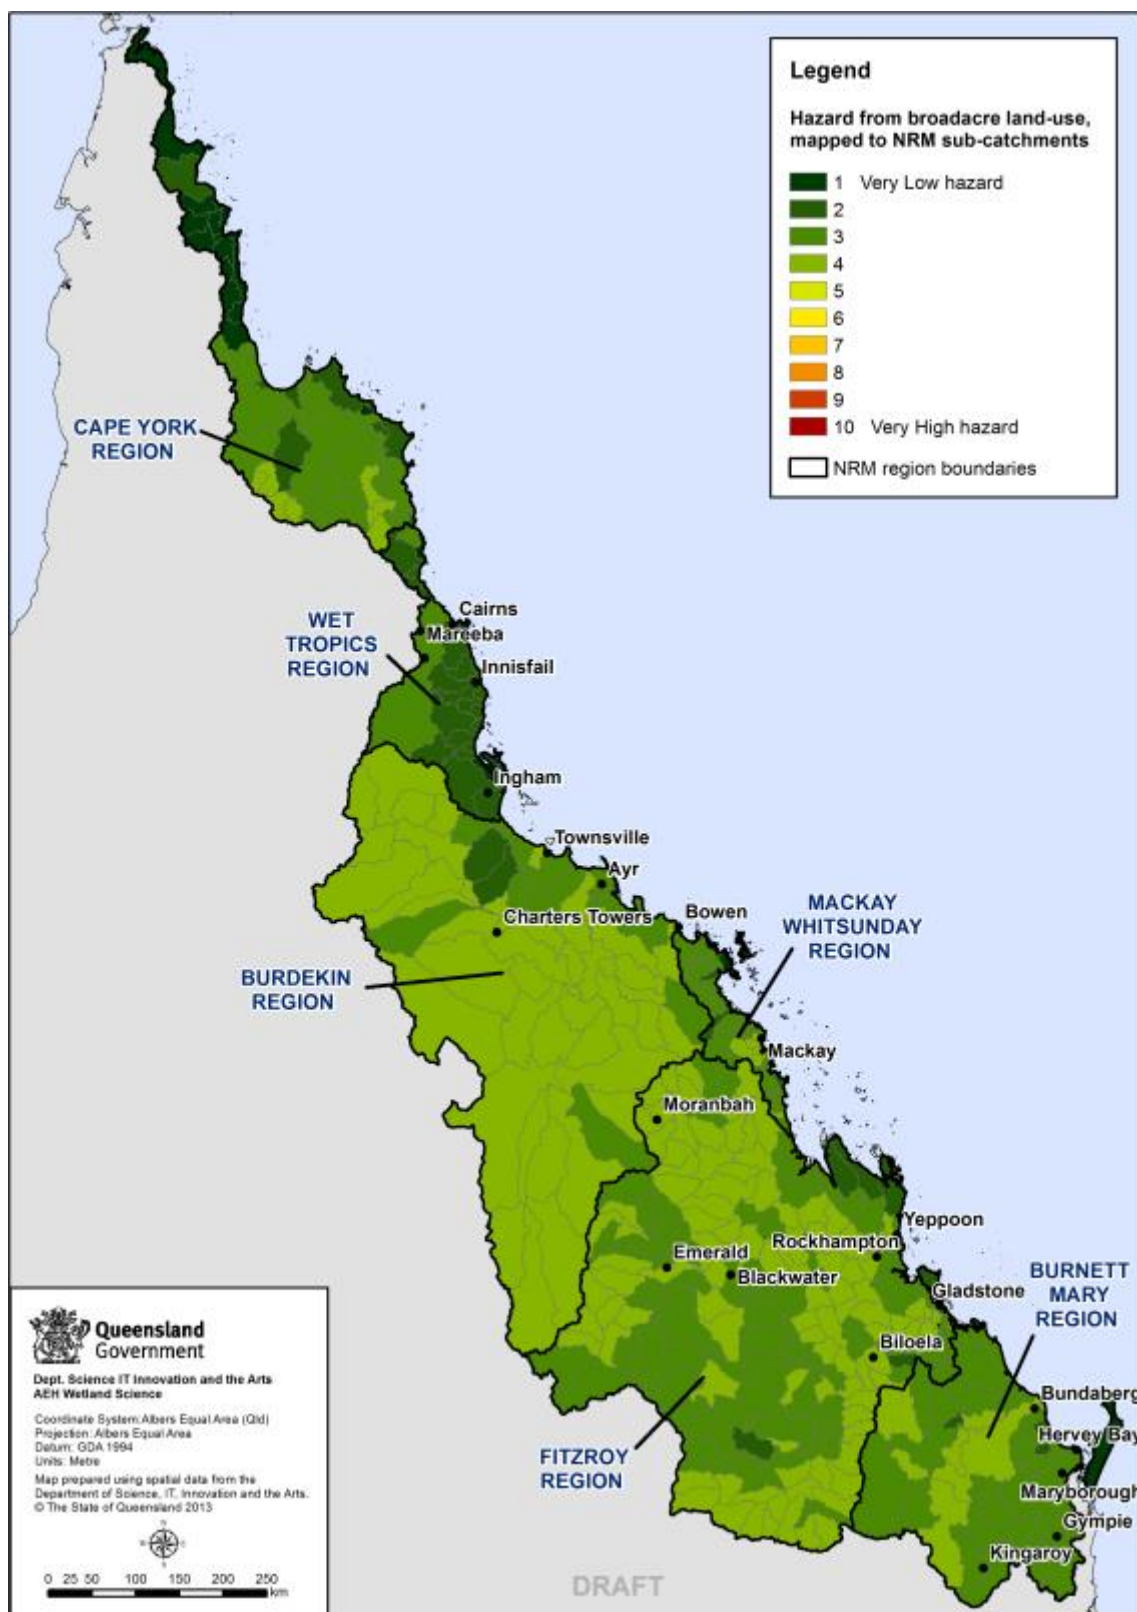 Legend
Hazard from broadacre land-use,
mapped to NRM sub-catchments
1 Very Low hazard
2
3
4
5
6
7
8
9
10 Very High hazard
NRM region boundaries
CAPE YORK
REGION
Cairns
WET
TROPICS
REGION
Mareeba
Innisfail
Ingham
Townsville
Ayr
Bowen
MACKAY
WHITSUNDAY
REGION
Charters Towers
BURDEKIN
REGION
Mackay
Moranbah
Yeppoon
Rockhampton
Emerald
Blackwater
Gladstone
BURNETT
MARY
REGION
Biloela
Bundaberg
Hervey Bay
FITZROY
REGION
Maryborough
Gympie
Kingaroy
Queensland
Government
Dept. Science IT Innovation and the Arts
AEH Wetland Science
Coordinate System:Albers Equal Area (Qld)
Projection: Albers Equal Area
Datum: GDA 1994
Units: Metre
Map prepared using spatial data from the
Department of Science, IT, Innovation and the Arts.
© The State of Queensland 2013
N
0 25 50 100 150 200 250
km
DRAFT